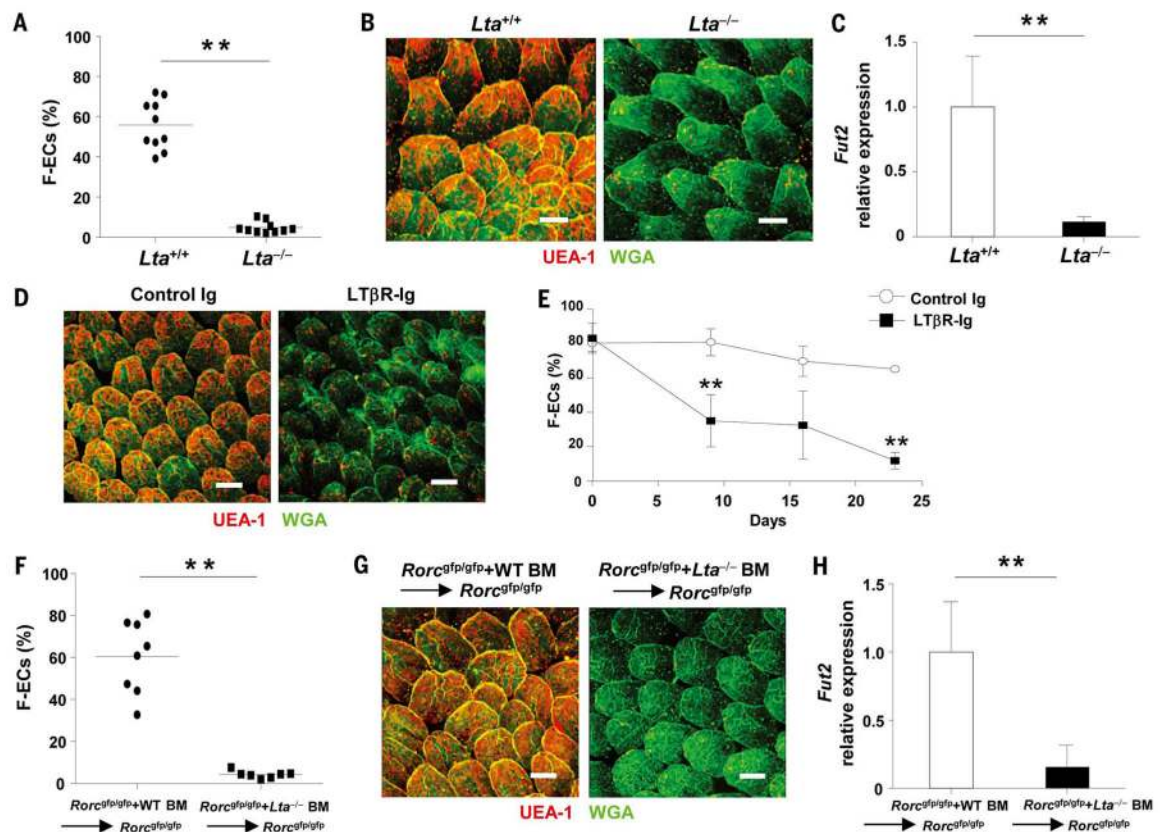 A
100
80
60
40
20
0
F-ECs (%)
**
Lta+/+
Lta–/–
B
Lta+/+
Lta–/–
UEA-1 WGA
C
**
1.5
1.0
0.5
0
Fut2
relative expression
Lta+/+
Lta–/–
D
Control Ig
LTβR-Ig
UEA-1 WGA
E
Control Ig
LTβR-Ig
100
80
60
40
20
0
F-ECs (%)
**
**
0 5 10 15 20 25
Days
F
**
100
80
60
40
20
0
F-ECs (%)
Rorcgfp/gfp+WT BM
→ Rorcgfp/gfp
Rorcgfp/gfp+Lta–/– BM
→ Rorcgfp/gfp
G
Rorcgfp/gfp+WT BM
→ Rorcgfp/gfp
Rorcgfp/gfp+Lta–/– BM
→ Rorcgfp/gfp
UEA-1 WGA
H
**
1.5
1.0
0.5
0
Fut2
relative expression
Rorcgfp/gfp+WT BM
→ Rorcgfp/gfp
Rorcgfp/gfp+Lta–/– BM
→ Rorcgfp/gfp